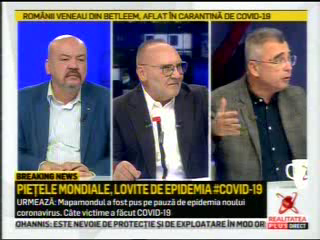 ROMÂNII VENEAU DIN BETLEEM, AFLAT ÎN CARANTINĂ DE COVID-19
BREAKING NEWS
PIEȚELE MONDIALE, LOVITE DE EPIDEMIA #COVID-19
URMEAZĂ: Mapamondul a fost pus pe pauză de epidemia noului
coronavirus. Câte victime a făcut COVID-19
REALITATEA
PLUS DIRECT
OHANNIS: ESTE NEVOIE DE PROTECȚIE ȘI DE EXPLOATARE ÎN MOD OR